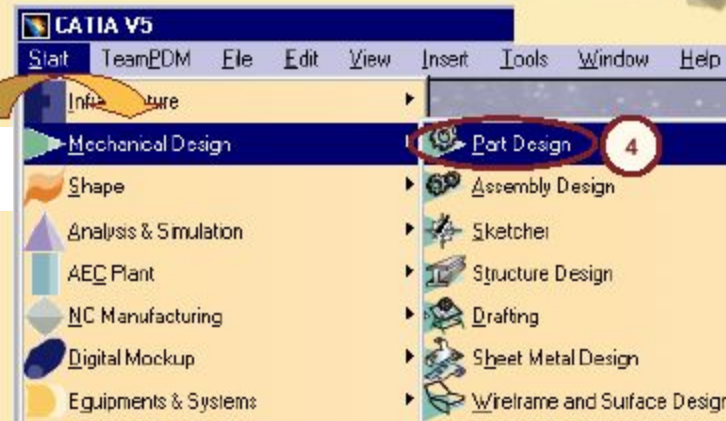 CATIA V5
Start TeamPDM File Edit View Insert Tools Window Help
Mechanical Design
Shape
Analysis & Simulation
AEC Plant
NC Manufacturing
Digital Mockup
Equipments & Systems
Part Design 4
Assembly Design
Sketcher
Structure Design
Drafting
Sheet Metal Design
Wireframe and Surface Design